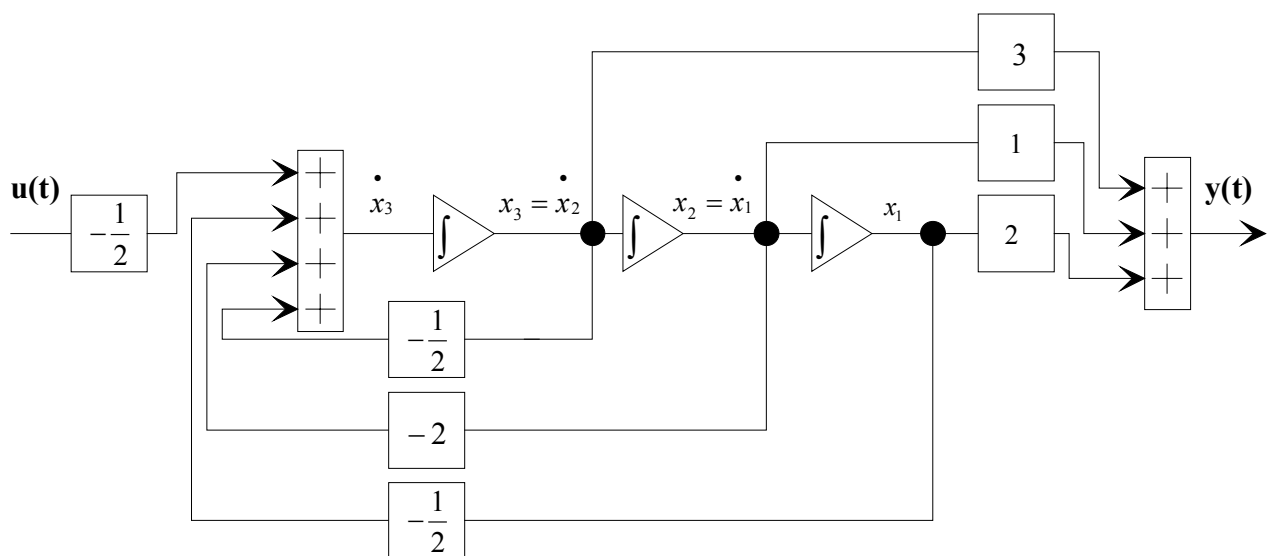 3
1
u(t)
ẋ₃
x₃ = ẋ₂
x₂ = ẋ₁
x₁
y(t)
+
+
+
+
+
+
+
−1/2
∫
∫
∫
2
−1/2
−2
−1/2